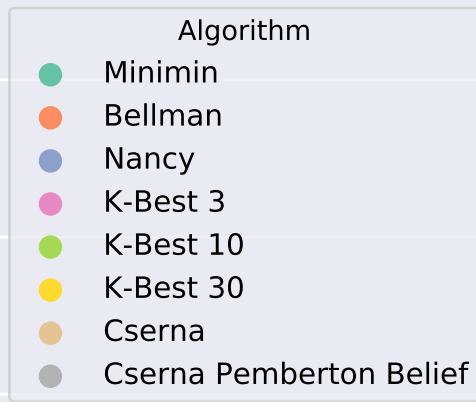 Algorithm
Minimin
Bellman
Nancy
K-Best 3
K-Best 10
K-Best 30
Cserna
Cserna Pemberton Belief